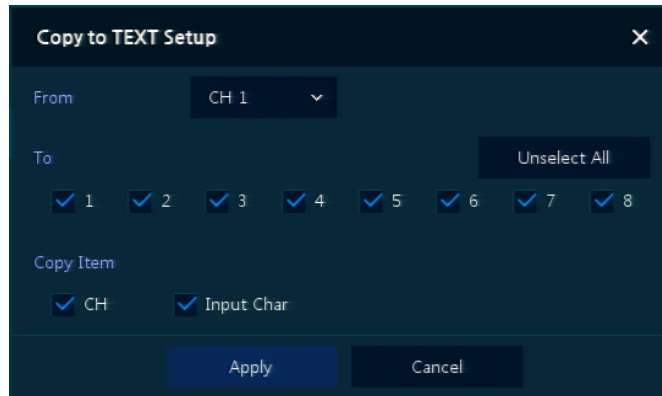 Copy to TEXT Setup
From CH 1
To Unselect All
1 2 3 4 5 6 7 8
Copy Item
CH Input Char
Apply Cancel